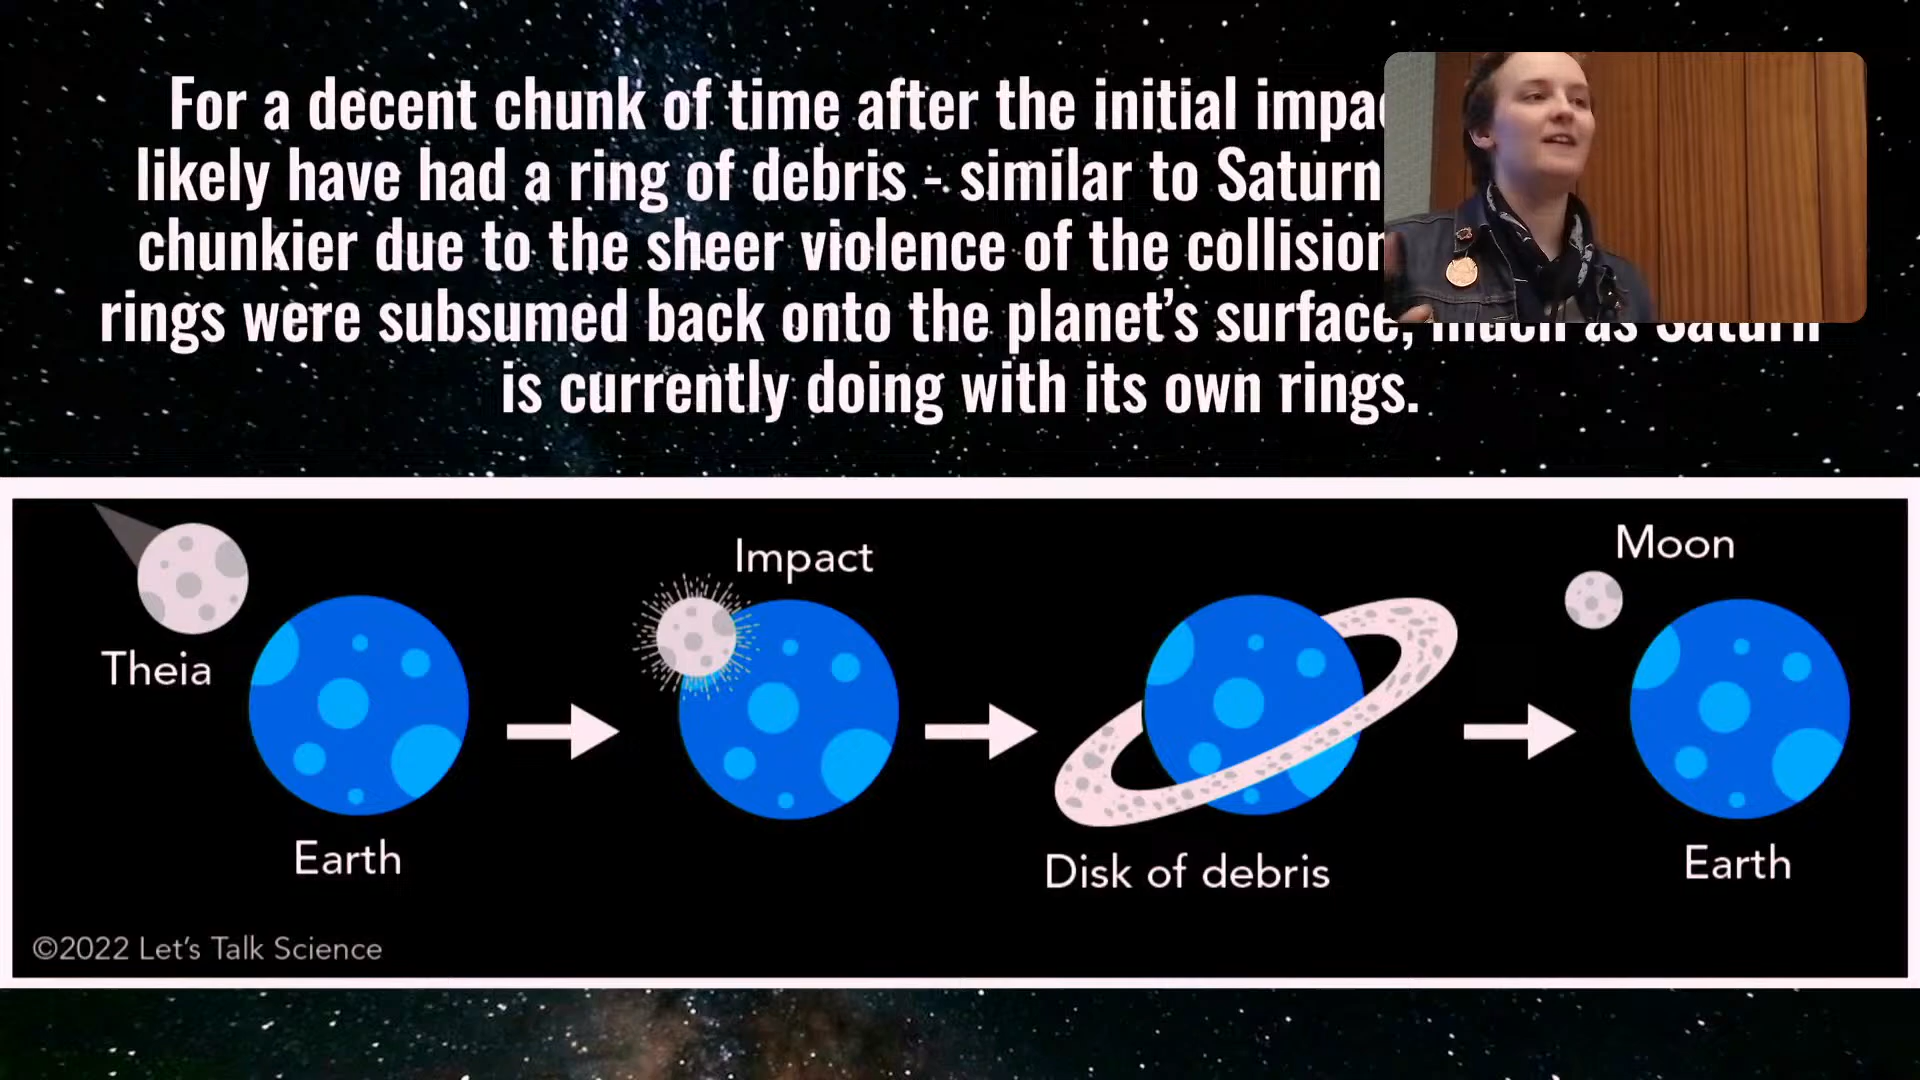 For a decent chunk of time after the initial
likely have had a ring of debris - similar to
chunkier due to the sheer violence of the
rings were subsumed back onto the planet's surface, much as Saturn
is currently doing with its own rings.
Theia
Earth
Impact
Disk of debris
Moon
Earth
©2022 Let's Talk Science